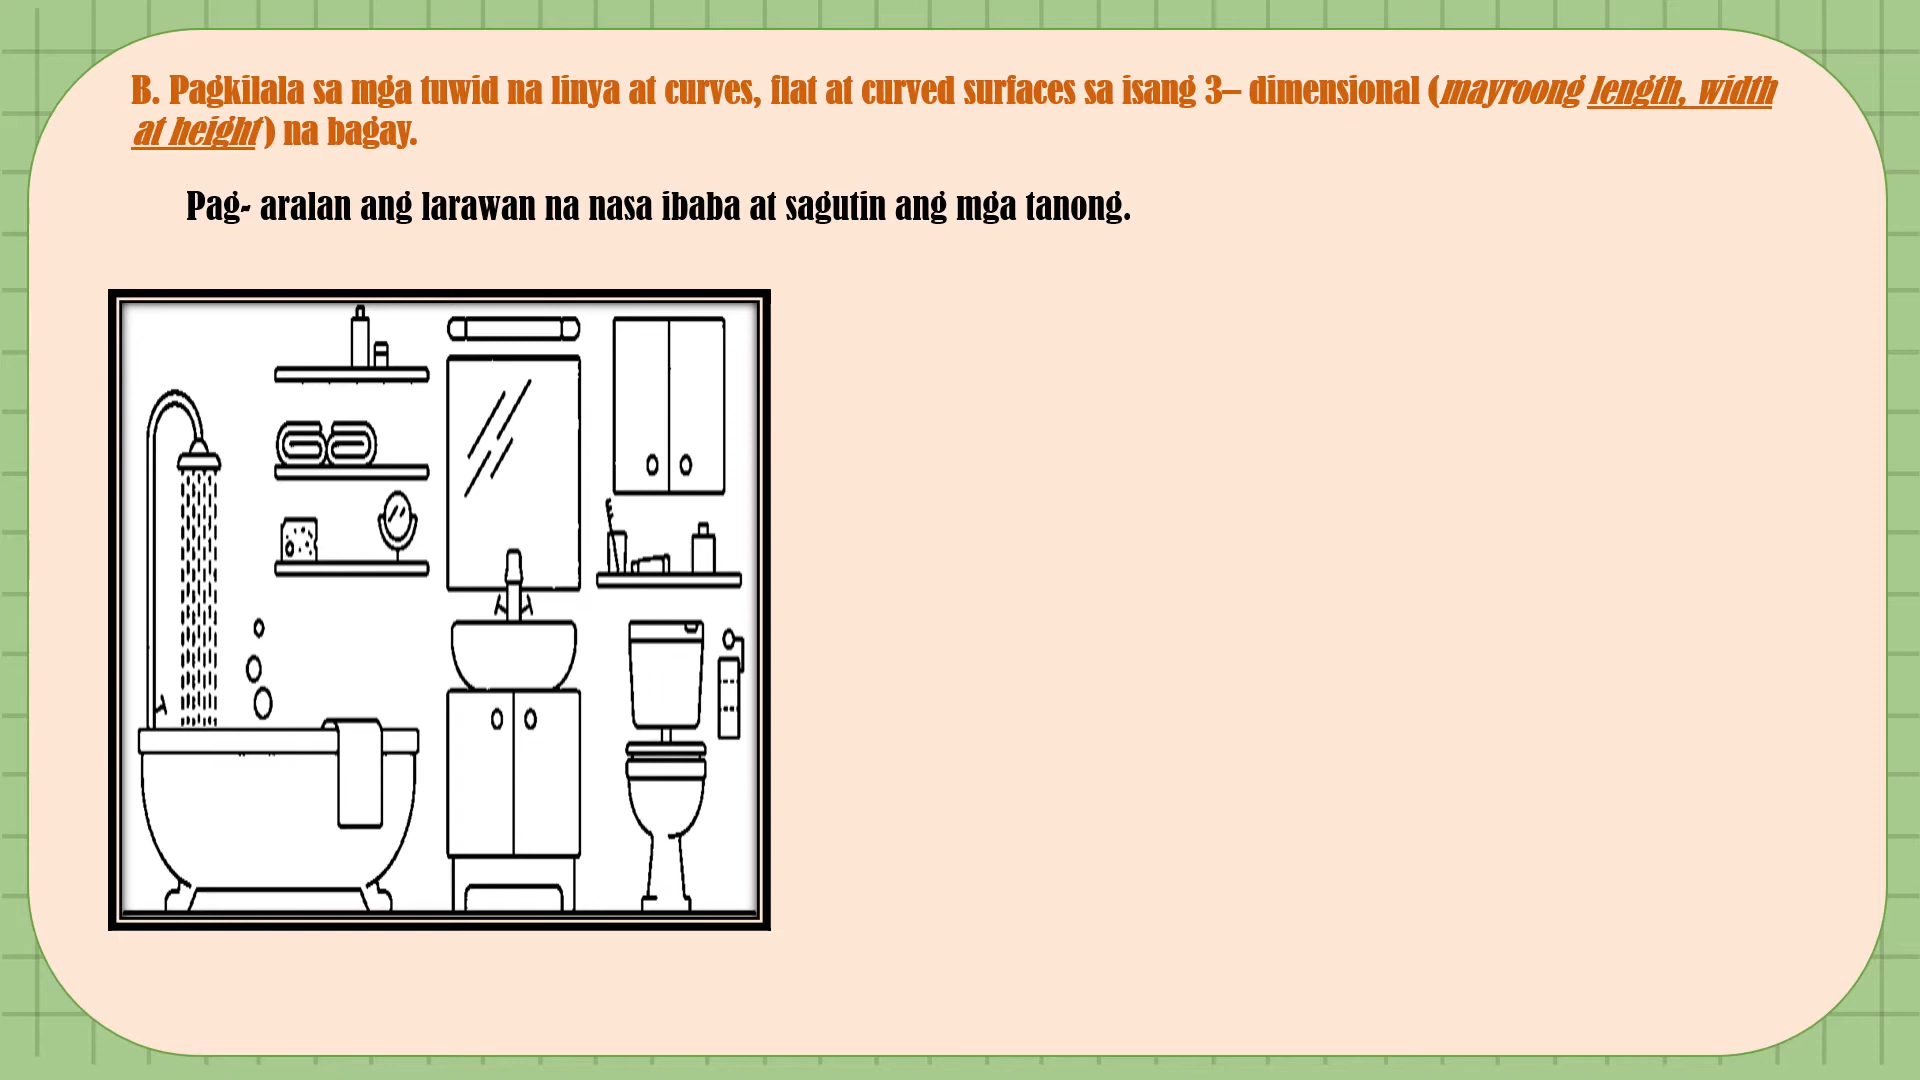 B. Pagkilala sa mga tuwid na linya at curves, flat at curved surfaces sa isang 3– dimensional (mayroong length, width
at height) na bagay.
Pag- aralan ang larawan na nasa ibaba at sagutin ang mga tanong.